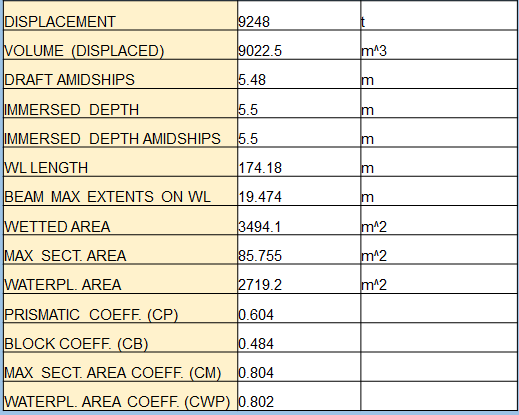 DISPLACEMENT 9248 t
VOLUME (DISPLACED) 9022.5 m^3
DRAFT AMIDSHIPS 5.48 m
IMMERSED DEPTH 5.5 m
IMMERSED DEPTH AMIDSHIPS 5.5 m
WL LENGTH 174.18 m
BEAM MAX EXTENTS ON WL 19.474 m
WETTED AREA 3494.1 m^2
MAX SECT. AREA 85.755 m^2
WATERPL. AREA 2719.2 m^2
PRISMATIC COEFF. (CP) 0.604
BLOCK COEFF. (CB) 0.484
MAX SECT. AREA COEFF. (CM) 0.804
WATERPL. AREA COEFF. (CWP) 0.802